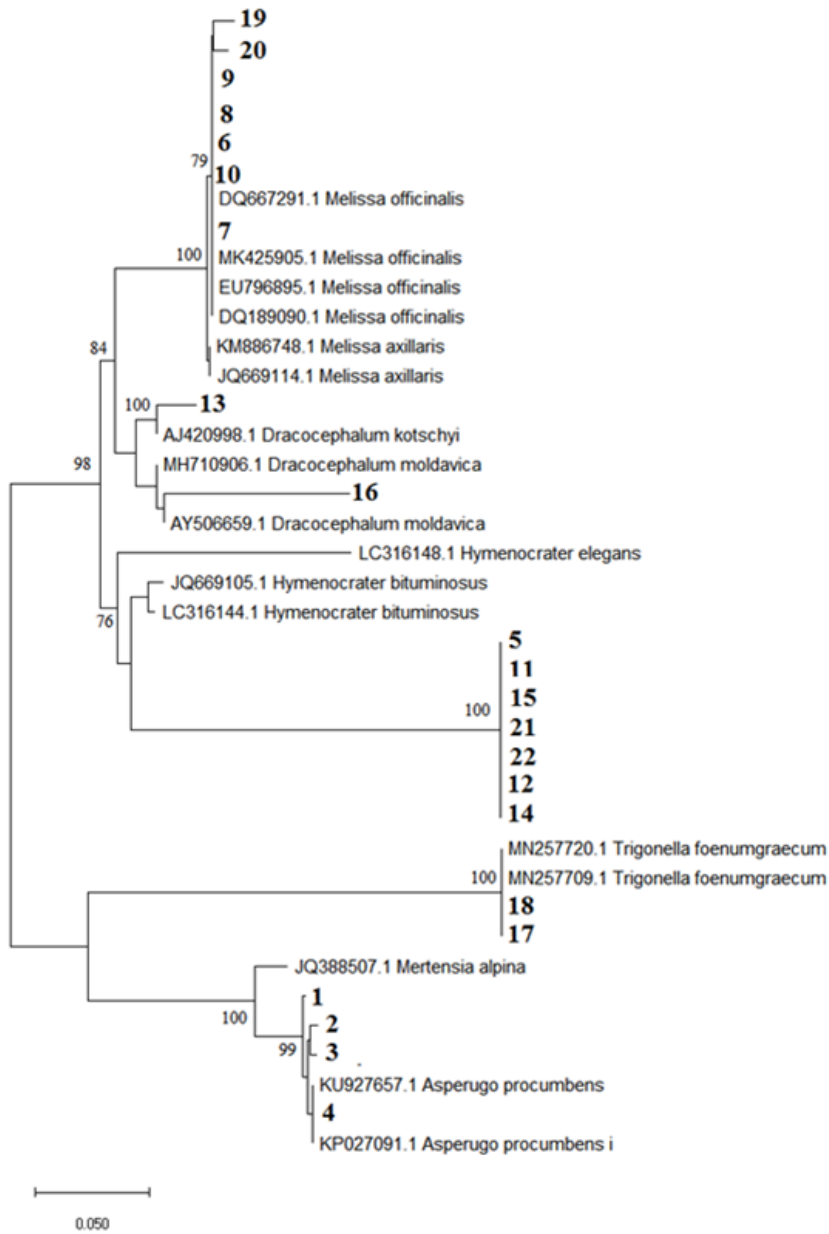 19
20
9
8
6
79
10
DQ667291.1 Melissa officinalis
7
100
MK425905.1 Melissa officinalis
EU796895.1 Melissa officinalis
DQ189090.1 Melissa officinalis
84
KM886748.1 Melissa axillaris
JQ669114.1 Melissa axillaris
100
13
AJ420998.1 Dracocephalum kotschyi
98
MH710906.1 Dracocephalum moldavica
16
AY506659.1 Dracocephalum moldavica
LC316148.1 Hymenocrater elegans
JQ669105.1 Hymenocrater bituminosus
LC316144.1 Hymenocrater bituminosus
76
5
11
15
100
21
22
12
14
MN257720.1 Trigonella foenumgraecum
100
MN257709.1 Trigonella foenumgraecum
18
17
JQ388507.1 Mertensia alpina
1
100
2
99
3
KU927657.1 Asperugo procumbens
4
KP027091.1 Asperugo procumbens i
0.050